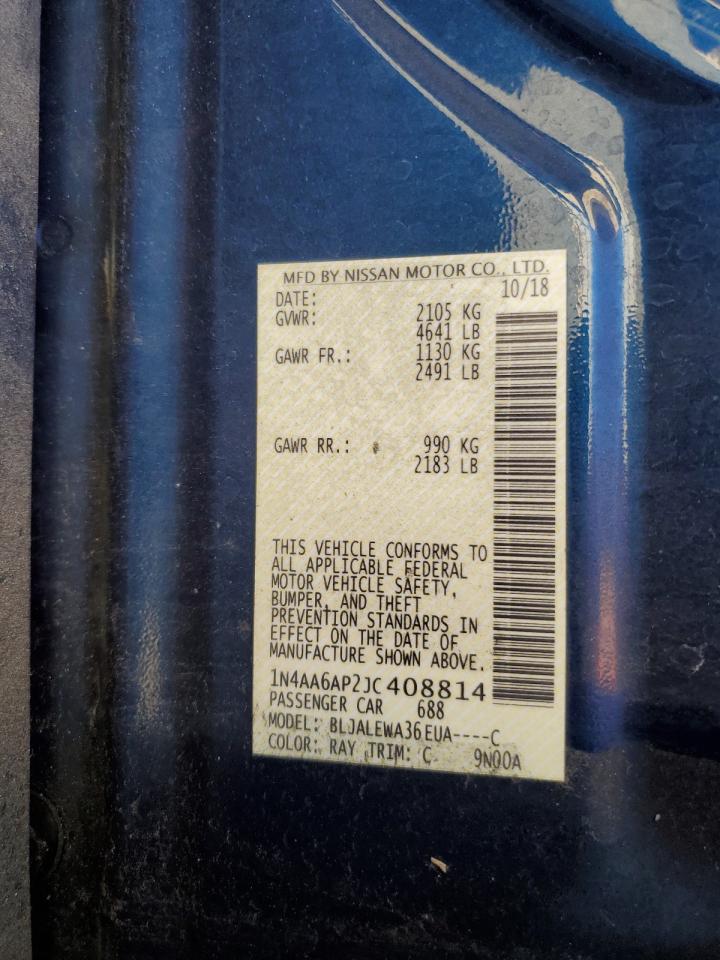 MFD BY NISSAN MOTOR CO., LTD.
DATE: 10/18
GVWR: 2105 KG
4641 LB
GAWR FR.: 1130 KG
2491 LB
GAWR RR.: 990 KG
2183 LB
THIS VEHICLE CONFORMS TO
ALL APPLICABLE FEDERAL
MOTOR VEHICLE SAFETY,
BUMPER, AND THEFT
PREVENTION STANDARDS IN
EFFECT ON THE DATE OF
MANUFACTURE SHOWN ABOVE.
1N4AA6AP2JC408814
PASSENGER CAR 688
MODEL: BLJALEWA36EUA----C
COLOR: RAY TRIM: C 9N00A